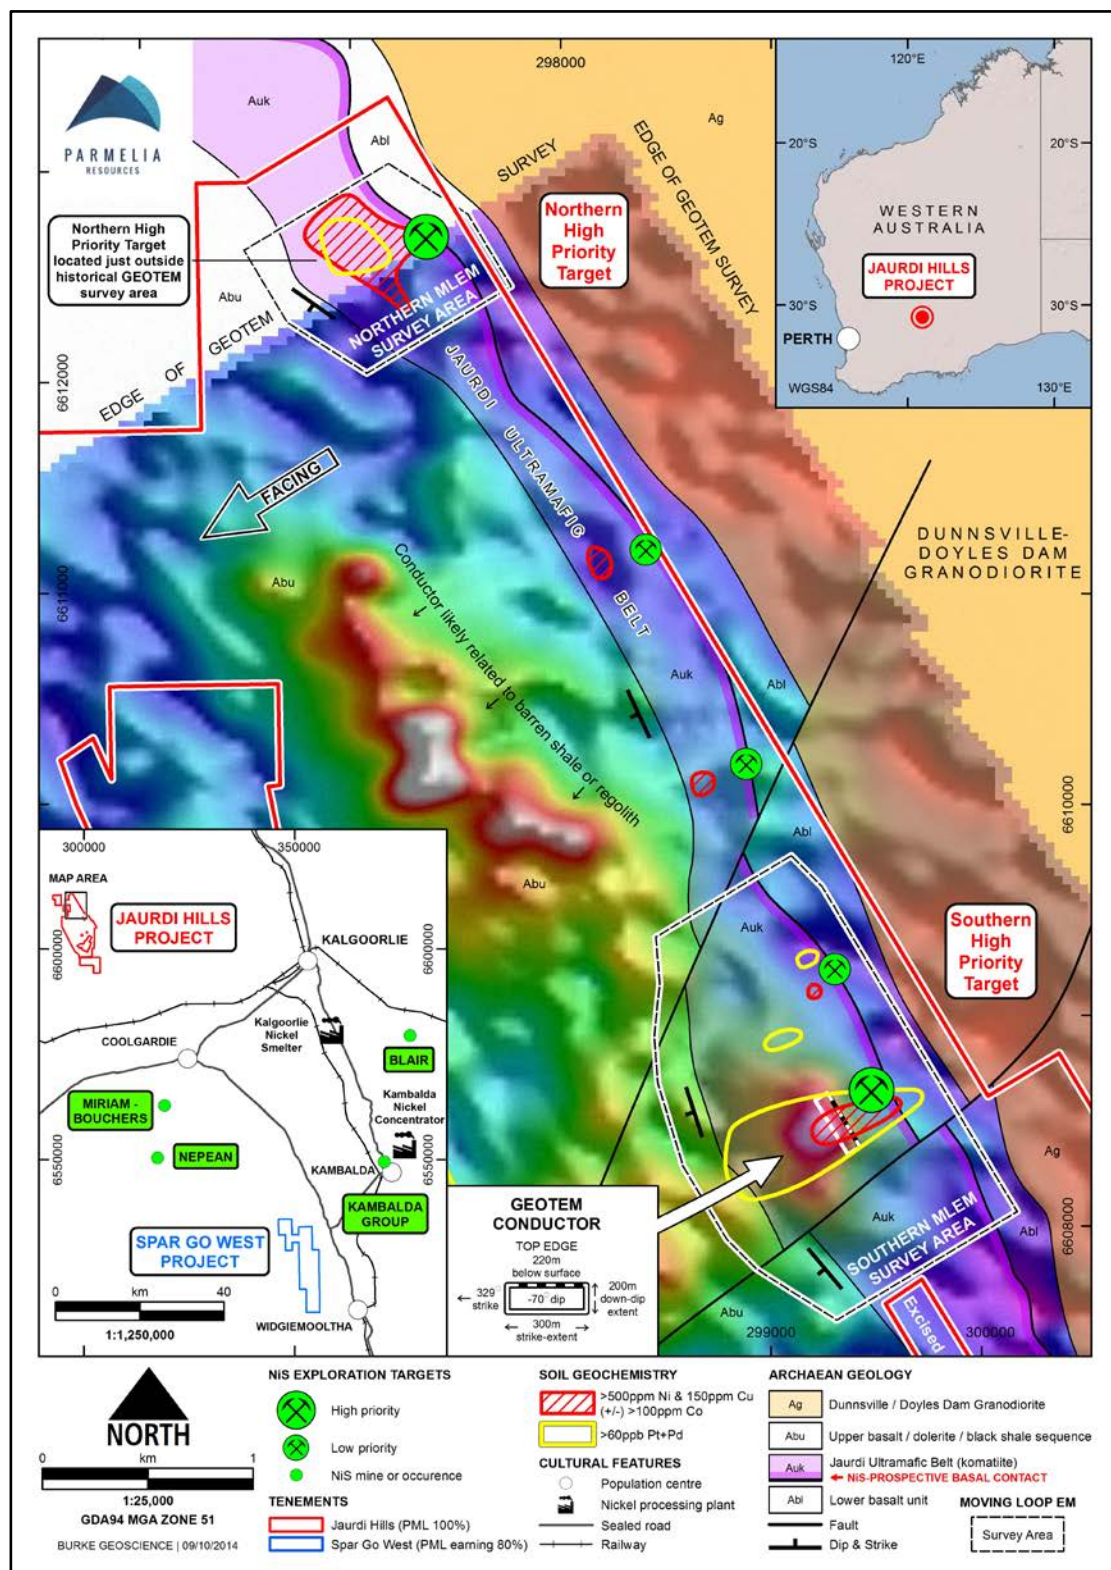 PARMELIA
RESOURCES
298000
120°E
20°S
20°S
30°S
30°S
WESTERN
AUSTRALIA
JAURDI HILLS
PROJECT
PERTH
WGS84
130°E
Auk
Abl
Ag
SURVEY
EDGE OF GEOTEM SURVEY
Northern
High
Priority
Target
Northern High
Priority Target
located just outside
historical GEOTEM
survey area
Abu
EDGE OF GEOTEM
NORTHERN MLEM
SURVEY AREA
6612000
JAURDI ULTRAMAFIC BELT
FACING
DUNNSVILLE-
DOYLES DAM
GRANODIORITE
6611000
Abu
Conductor likely related to barren shale or regolith
Auk
Abl
6610000
Abl
Abu
Auk
Southern
High
Priority
Target
300000
350000
MAP AREA
JAURDI HILLS
PROJECT
6600000
6600000
KALGOORLIE
Kalgoorlie
Nickel
Smelter
COOLGARDIE
BLAIR
MIRIAM -
BOUCHERS
Kambalda
Nickel
Concentrator
NEPEAN
6550000
6550000
KAMBALDA
KAMBALDA
GROUP
SPAR GO WEST
PROJECT
0 km 40
1:1,250,000
WIDGIEMOOLTHA
GEOTEM
CONDUCTOR
TOP EDGE
220m
below surface
329°
strike
-70° dip
200m
down-dip
extent
300m
strike-extent
Ag
Auk
Abl
SOUTHERN MLEM
SURVEY AREA
6608000
Abu
Excised
299000
300000
NORTH
0 km 1
1:25,000
GDA94 MGA ZONE 51
BURKE GEOSCIENCE | 09/10/2014
NiS EXPLORATION TARGETS
High priority
Low priority
NiS mine or occurence
TENEMENTS
Jaurdi Hills (PML 100%)
Spar Go West (PML earning 80%)
SOIL GEOCHEMISTRY
>500ppm Ni & 150ppm Cu
(+/-) >100ppm Co
>60ppb Pt+Pd
CULTURAL FEATURES
Population centre
Nickel processing plant
Sealed road
Railway
ARCHAEAN GEOLOGY
Ag Dunnsville / Doyles Dam Granodiorite
Abu Upper basalt / dolerite / black shale sequence
Auk Jaurdi Ultramafic Belt (komatiite)
NiS-PROSPECTIVE BASAL CONTACT
Abl Lower basalt unit
Fault
Dip & Strike
MOVING LOOP EM
Survey Area